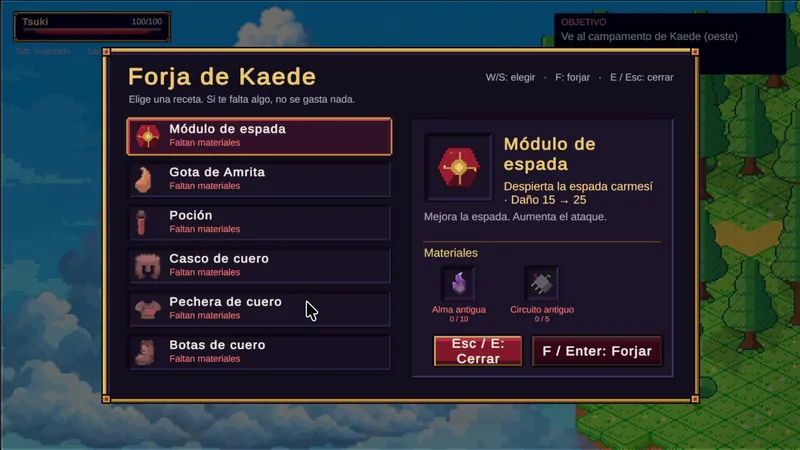 Tsuki 100/100
Tab: Inventario
OBJETIVO
Ve al campamento de Kaede (oeste)
Forja de Kaede
W/S: elegir · F: forjar · E / Esc: cerrar
Elige una receta. Si te falta algo, no se gasta nada.
Módulo de espada
Faltan materiales
Gota de Amrita
Faltan materiales
Poción
Faltan materiales
Casco de cuero
Faltan materiales
Pechera de cuero
Faltan materiales
Botas de cuero
Faltan materiales
Módulo de
espada
Despierta la espada carmesí
· Daño 15 → 25
Mejora la espada. Aumenta el ataque.
Materiales
Alma antigua
0 / 10
Circuito antiguo
0 / 5
Esc / E:
Cerrar
F / Enter: Forjar